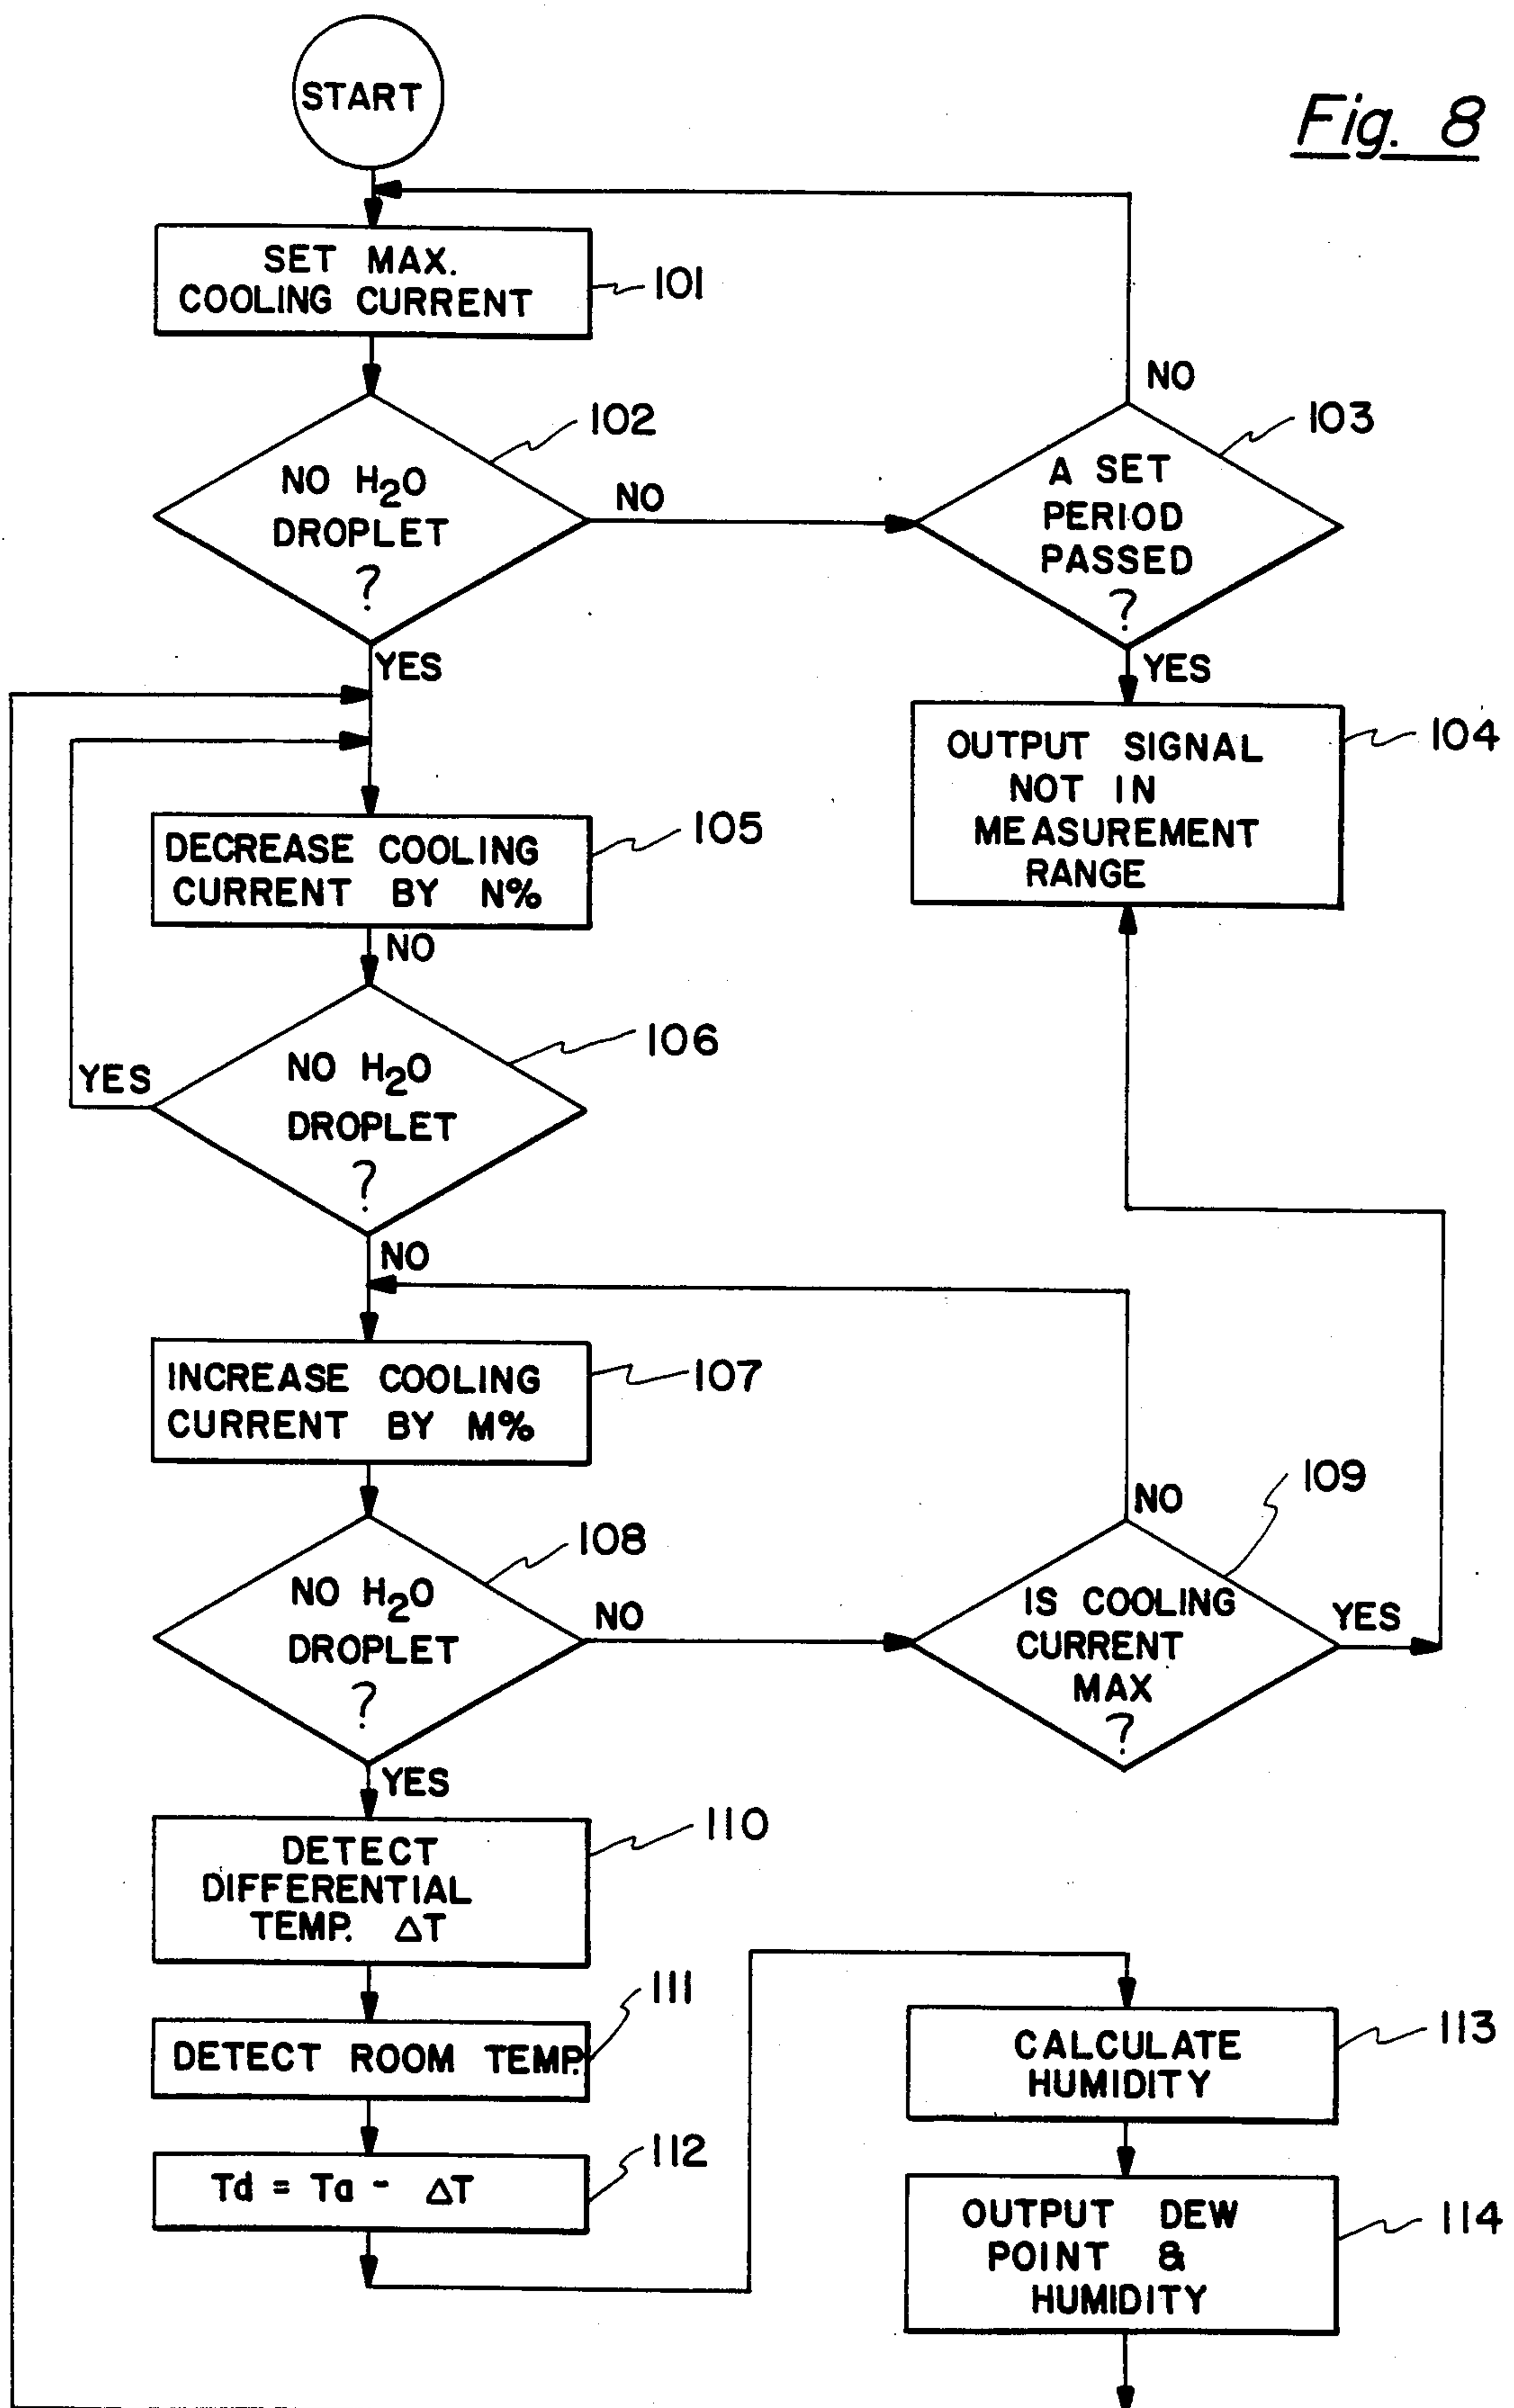 START
Fig. 8
SET MAX.
COOLING CURRENT
101
NO
102
103
NO H₂O
DROPLET
?
NO
A SET
PERIOD
PASSED
?
YES
YES
OUTPUT SIGNAL
NOT IN
MEASUREMENT
RANGE
104
DECREASE COOLING
CURRENT BY N%
105
NO
106
NO H₂O
DROPLET
?
YES
NO
INCREASE COOLING
CURRENT BY M%
107
108
NO H₂O
DROPLET
?
NO
NO
109
IS COOLING
CURRENT
MAX
?
YES
YES
DETECT
DIFFERENTIAL
TEMP. ΔT
110
111
DETECT ROOM TEMP.
112
Td = Ta - ΔT
CALCULATE
HUMIDITY
113
OUTPUT DEW
POINT &
HUMIDITY
114